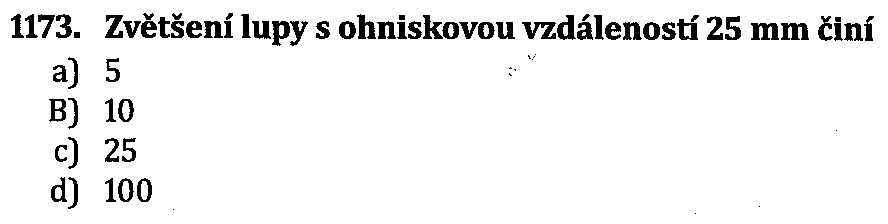 1173. Zvětšení lupy s ohniskovou vzdáleností 25 mm činí
a) 5
B) 10
c) 25
d) 100